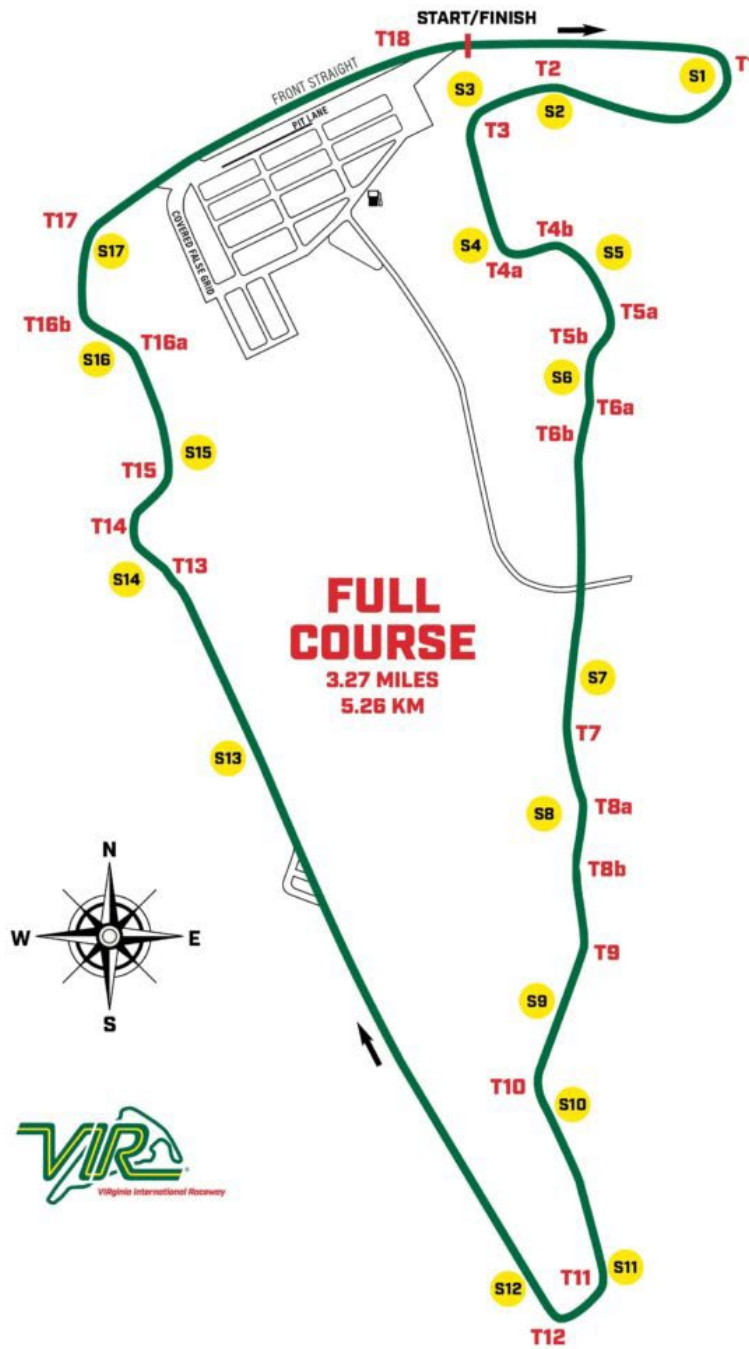 START/FINISH
T18
T1
S1
T2
S3
S2
FRONT STRAIGHT
PIT LANE
T3
T17
COVERED FALSE GRID
S17
S4
T4b
S5
T4a
T16b
T5a
T16a
T5b
S16
S6
T6a
T6b
S15
T15
T14
T13
S14
FULL
COURSE
3.27 MILES
5.26 KM
S7
T7
S13
T8a
S8
N
T8b
W
E
T9
S
S9
T10
S10
VIR
VIRginia International Raceway
S11
T11
S12
T12